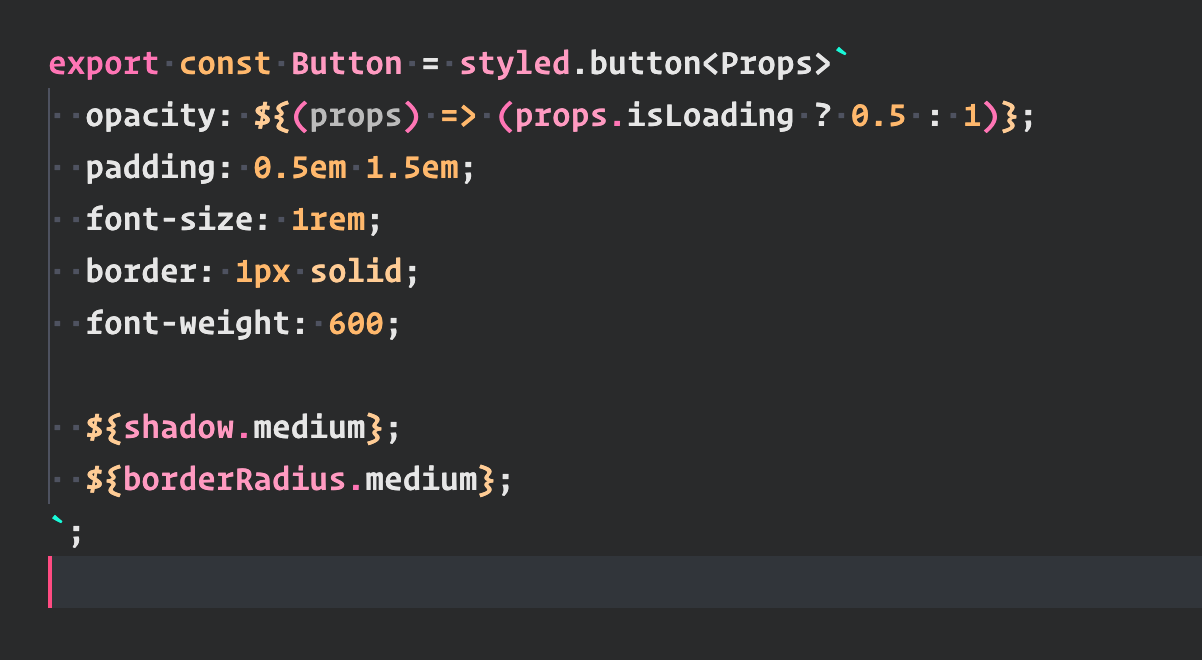 export const Button = styled.button<Props>`
  opacity: ${(props) => (props.isLoading ? 0.5 : 1)};
  padding: 0.5em 1.5em;
  font-size: 1rem;
  border: 1px solid;
  font-weight: 600;

  ${shadow.medium};
  ${borderRadius.medium};
`;